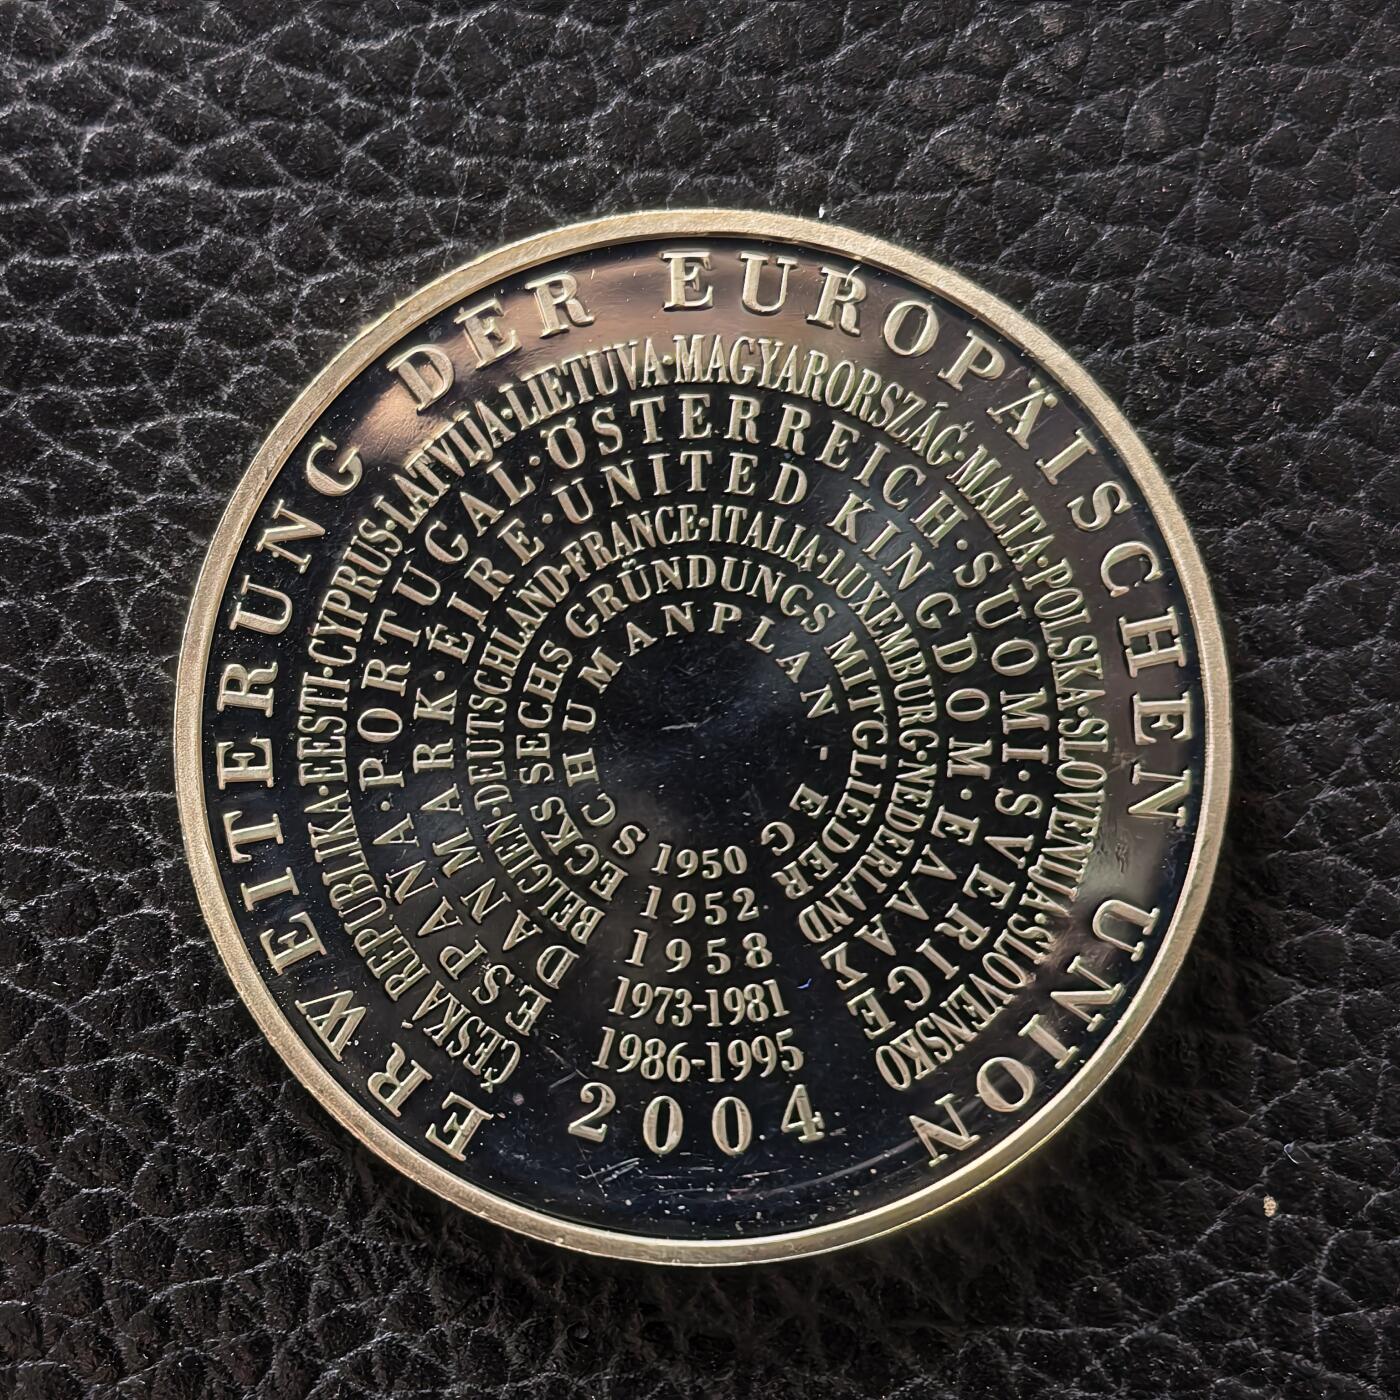 ERWEITERUNG DER EUROPÄISCHEN UNION
ČESKÁ REPUBLIKA·EESTI·CYPRUS·LATVIJA·LIETUVA·MAGYARORSZÁG·MALTA·POLSKA·SLOVENIJA·SLOVENSKO
ESPAÑA·PORTUGAL·ÖSTERREICH·SUOMI·SVERIGE
DANMARK·ÉIRE·UNITED KINGDOM·ΕΛΛΑΣ
BELGIEN·DEUTSCHLAND·FRANCE·ITALIA·LUXEMBURG·NEDERLAND
SECHS GRÜNDUNGS MITGLIEDER
SCHUMANPLAN - EG
1950
1952
1958
1973-1981
1986-1995
2004